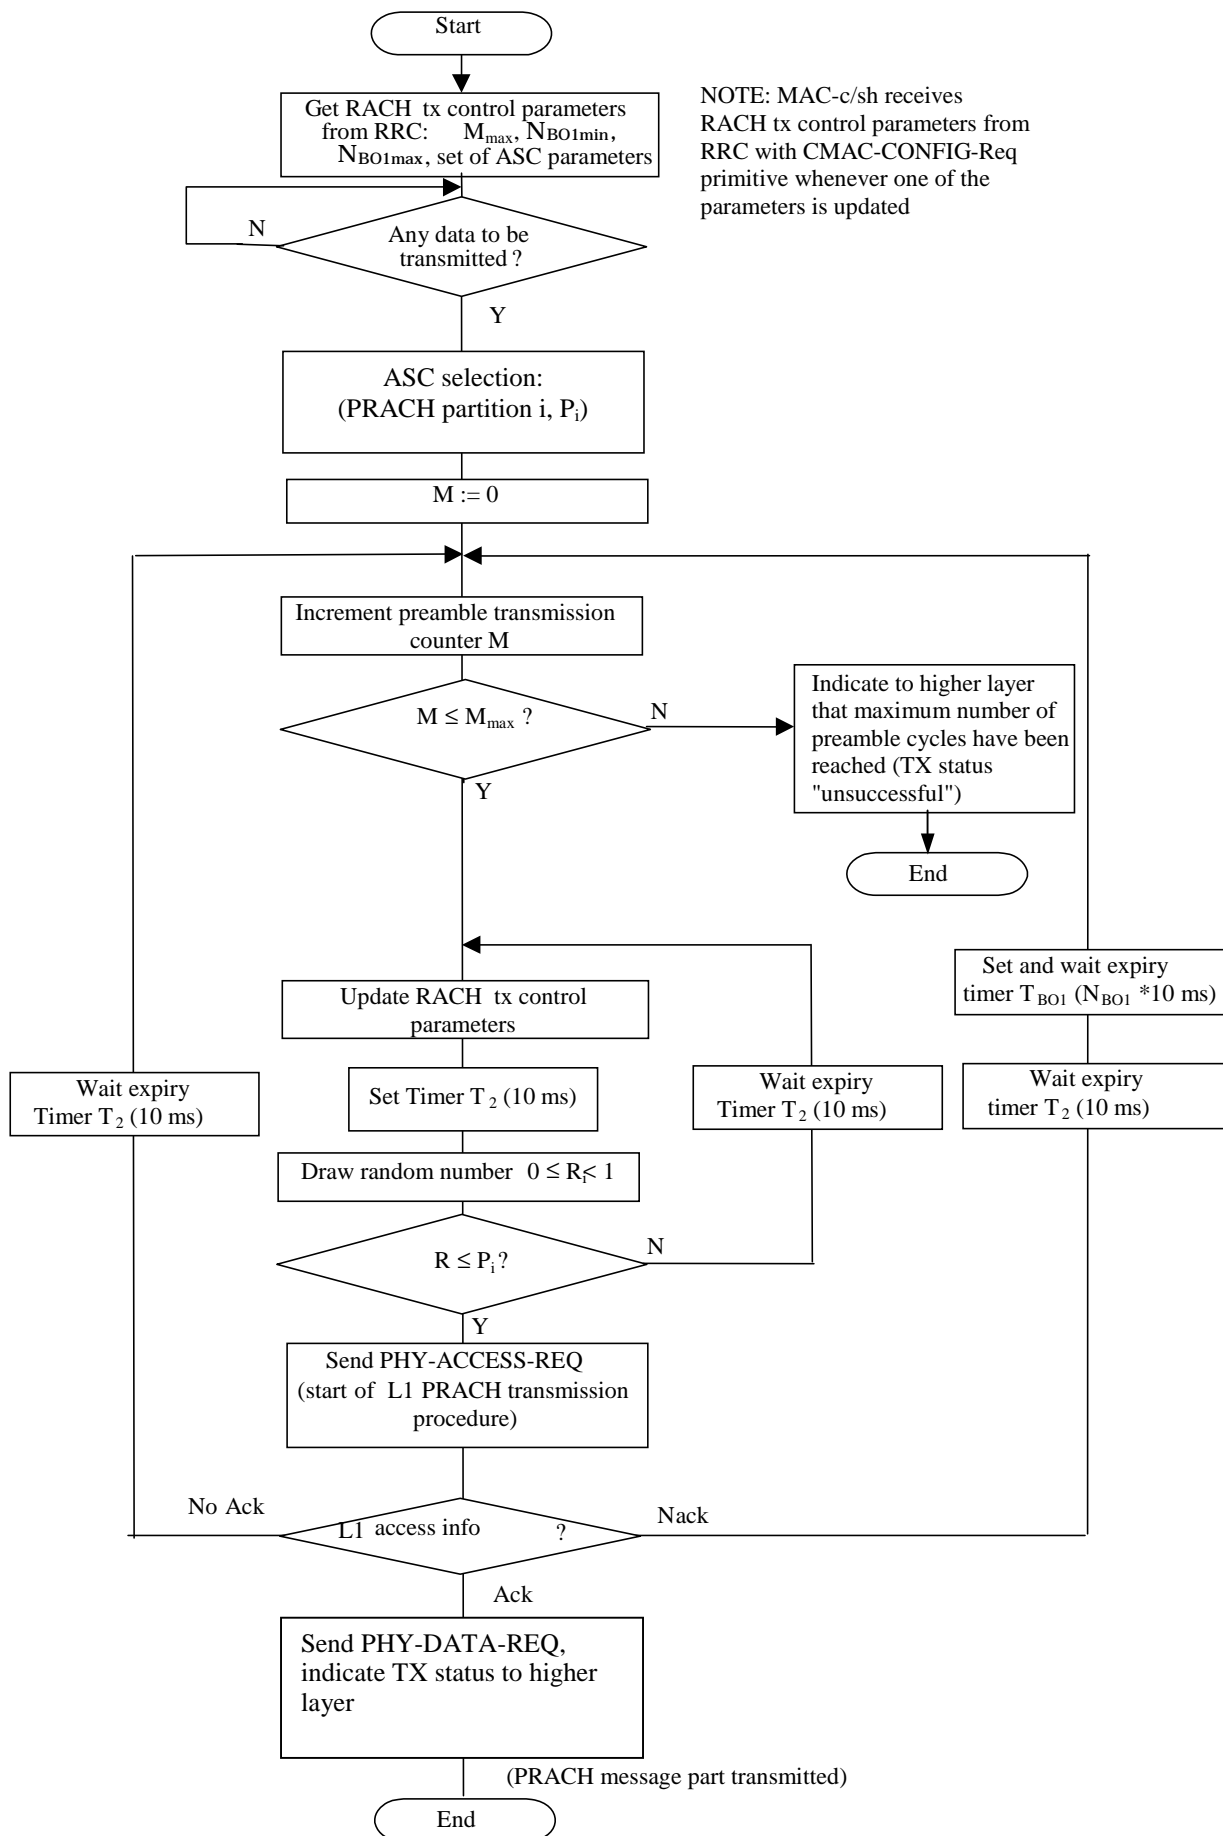 Start
Get RACH tx control parameters
from RRC: Mmax, NBO1min,
NBO1max, set of ASC parameters
NOTE: MAC-c/sh receives
RACH tx control parameters from
RRC with CMAC-CONFIG-Req
primitive whenever one of the
parameters is updated
N
Any data to be
transmitted ?
Y
ASC selection:
(PRACH partition i, Pi)
M := 0
Increment preamble transmission
counter M
M ≤ Mmax ?
N
Indicate to higher layer
that maximum number of
preamble cycles have been
reached (TX status
"unsuccessful")
Y
End
Update RACH tx control
parameters
Set and wait expiry
timer TBO1 (NBO1 *10 ms)
Wait expiry
Timer T2 (10 ms)
Set Timer T2 (10 ms)
Wait expiry
Timer T2 (10 ms)
Wait expiry
timer T2 (10 ms)
Draw random number 0 ≤ Ri< 1
R ≤ Pi ?
N
Y
Send PHY-ACCESS-REQ
(start of L1 PRACH transmission
procedure)
No Ack
L1 access info ?
Nack
Ack
Send PHY-DATA-REQ,
indicate TX status to higher
layer
(PRACH message part transmitted)
End